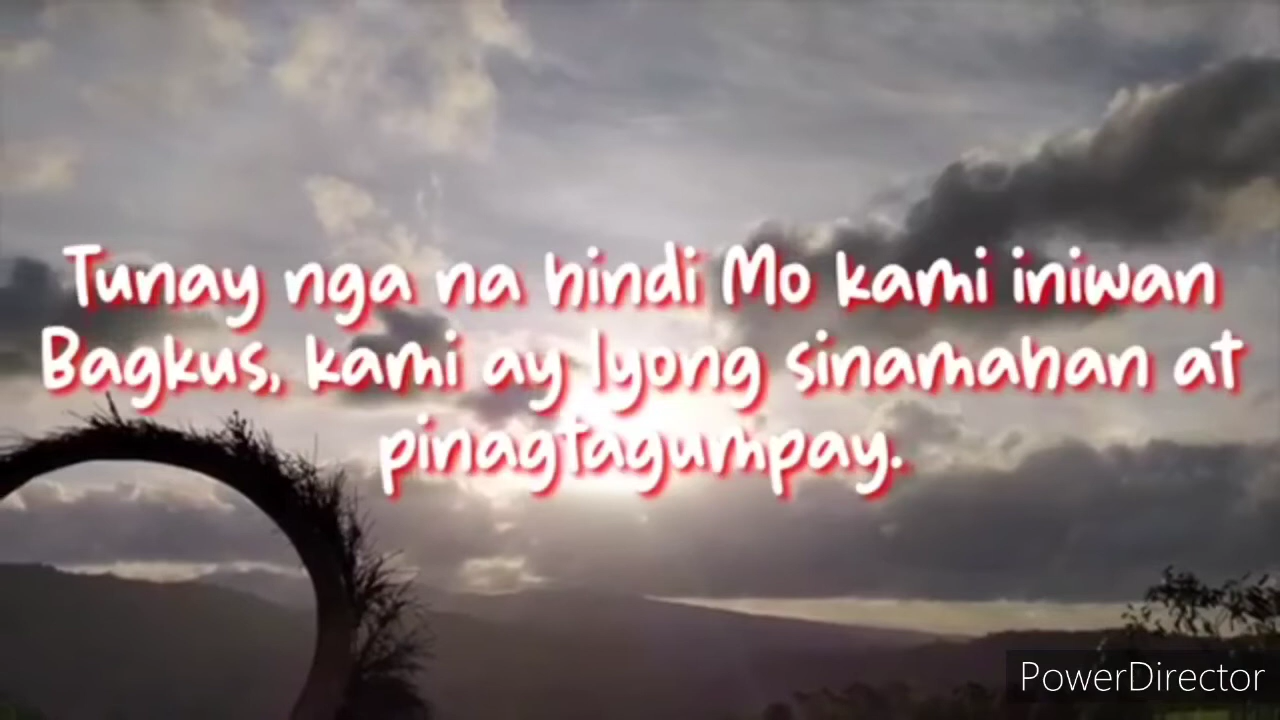 Tunay nga na hindi Mo kami iniwan
Bagkus, kami ay Iyong sinamahan at
pinagtagumpay.
PowerDirector